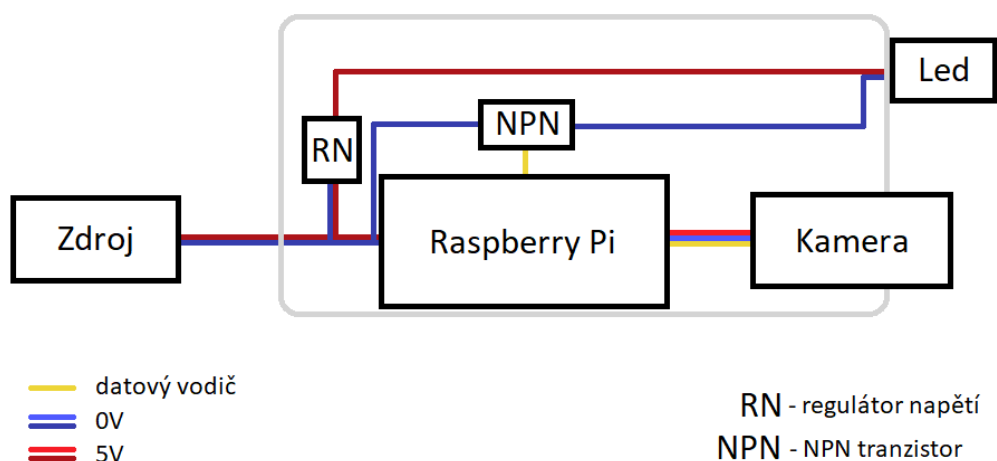 Led
NPN
RN
Zdroj
Raspberry Pi
Kamera
datový vodič
0V
5V
RN - regulátor napětí
NPN - NPN tranzistor